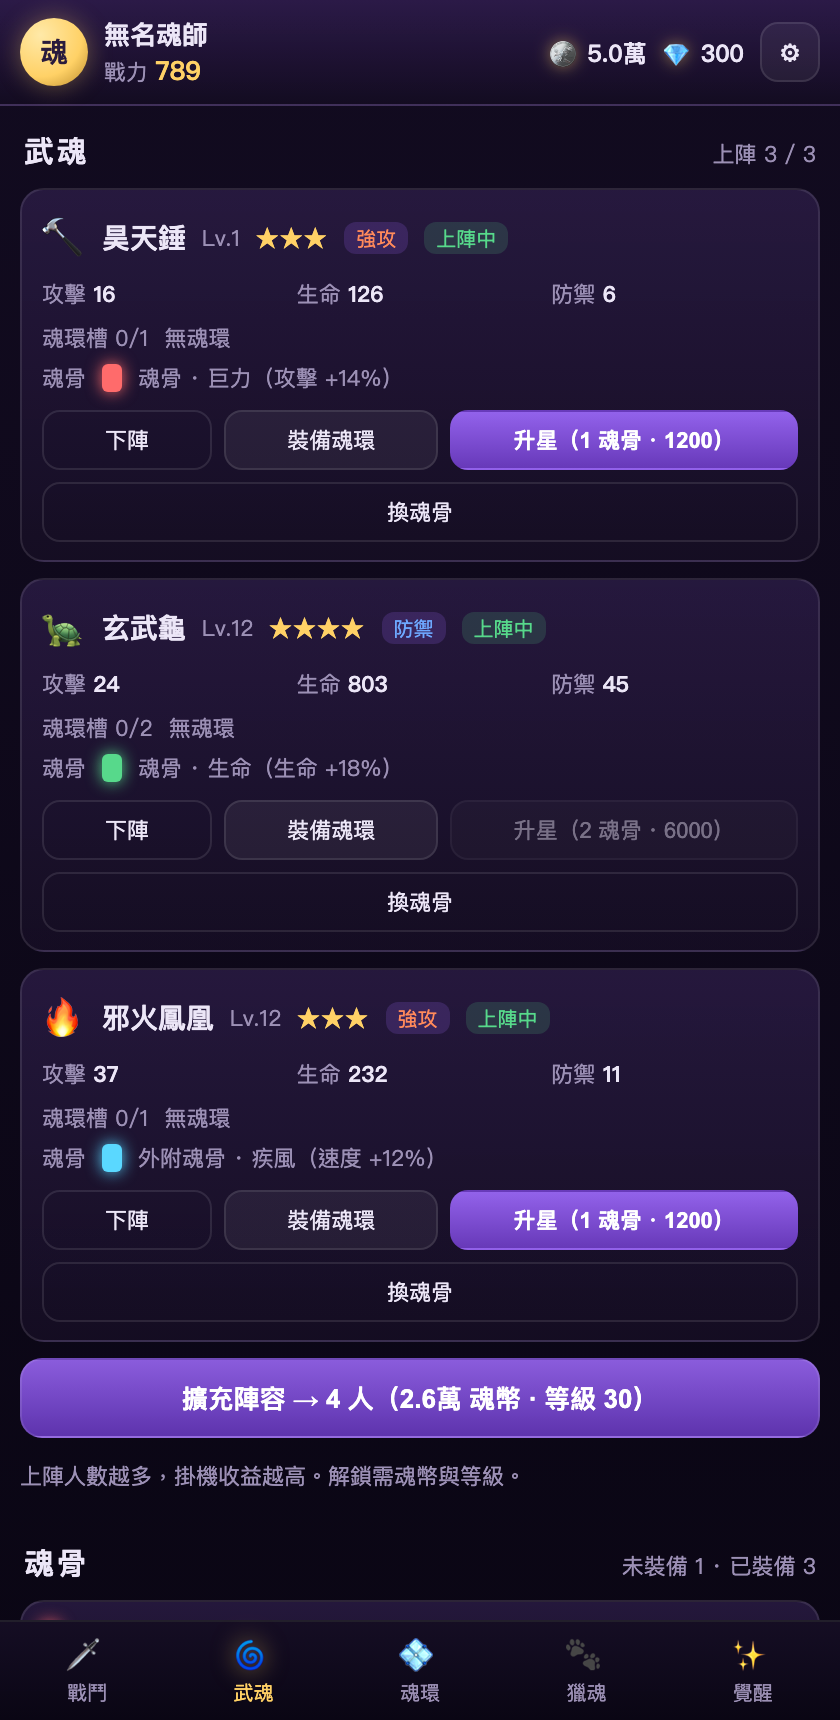 魂
無名魂師
戰力 789
5.0萬 300
武魂
上陣 3 / 3
昊天錘 Lv.1 ★★★ 強攻 上陣中
攻擊 16 生命 126 防禦 6
魂環槽 0/1 無魂環
魂骨 魂骨 · 巨力（攻擊 +14%）
下陣 裝備魂環 升星（1 魂骨 · 1200）
換魂骨
玄武龜 Lv.12 ★★★★ 防禦 上陣中
攻擊 24 生命 803 防禦 45
魂環槽 0/2 無魂環
魂骨 魂骨 · 生命（生命 +18%）
下陣 裝備魂環 升星（2 魂骨 · 6000）
換魂骨
邪火鳳凰 Lv.12 ★★★ 強攻 上陣中
攻擊 37 生命 232 防禦 11
魂環槽 0/1 無魂環
魂骨 外附魂骨 · 疾風（速度 +12%）
下陣 裝備魂環 升星（1 魂骨 · 1200）
換魂骨
擴充陣容 → 4 人（2.6萬 魂幣 · 等級 30）
上陣人數越多，掛機收益越高。解鎖需魂幣與等級。
魂骨
未裝備 1 · 已裝備 3
戰鬥 武魂 魂環 獵魂 覺醒